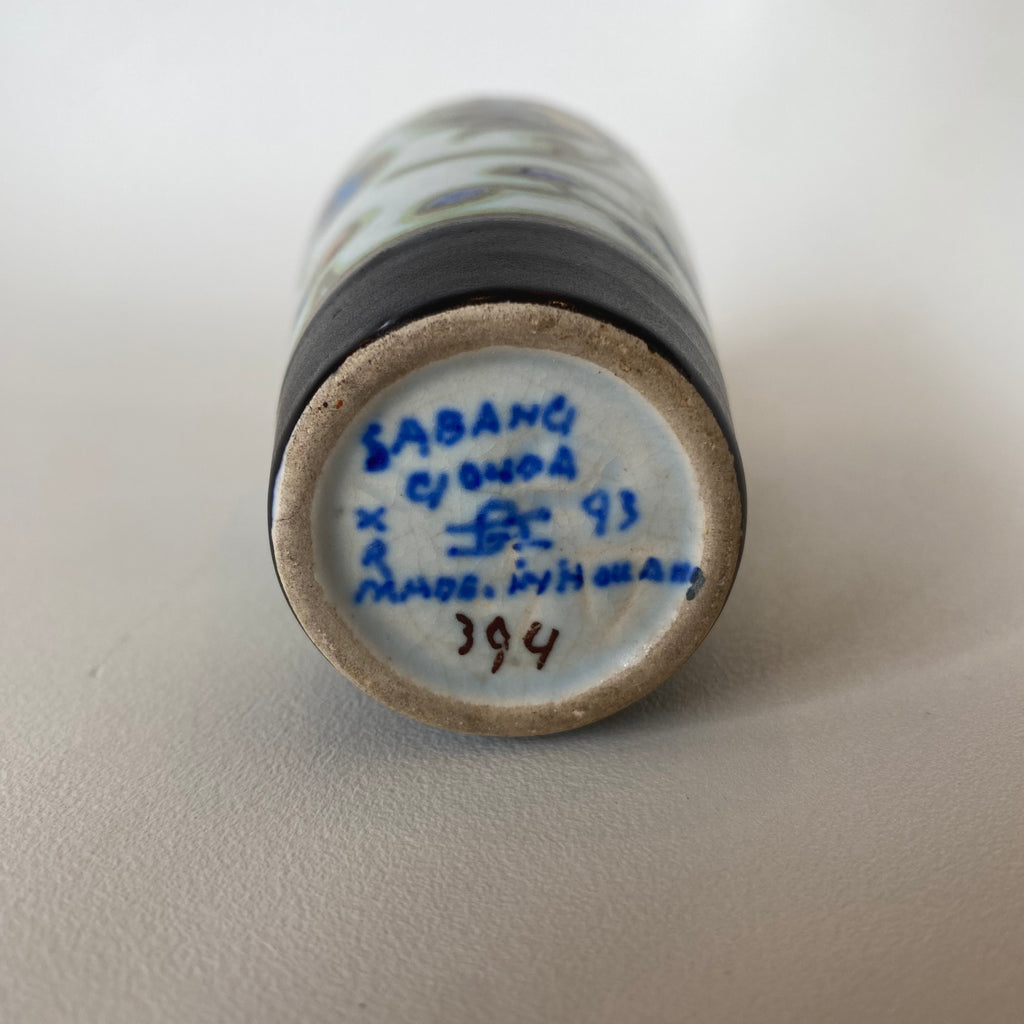 SABANG
GOUDA
X 93
R
MADE. IN HOLLAND
394